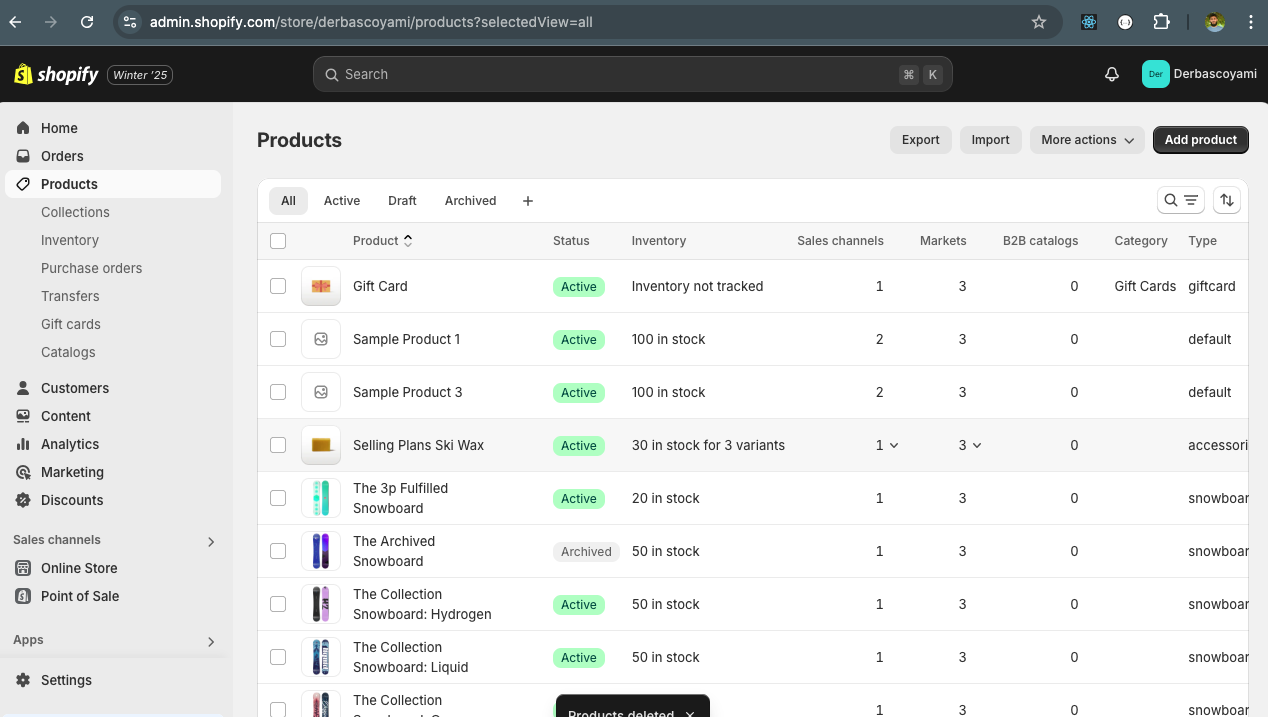 admin.shopify.com/store/derbascoyami/products?selectedView=all
shopify Winter '25 Search ⌘ K Der Derbascoyami
Home
Orders
Products
Collections
Inventory
Purchase orders
Transfers
Gift cards
Catalogs
Customers
Content
Analytics
Marketing
Discounts
Sales channels
Online Store
Point of Sale
Apps
Settings
Products Export Import More actions Add product
All Active Draft Archived +
Product Status Inventory Sales channels Markets B2B catalogs Category Type
Gift Card Active Inventory not tracked 1 3 0 Gift Cards giftcard
Sample Product 1 Active 100 in stock 2 3 0 default
Sample Product 3 Active 100 in stock 2 3 0 default
Selling Plans Ski Wax Active 30 in stock for 3 variants 1 3 0 accessori
The 3p Fulfilled
Snowboard Active 20 in stock 1 3 0 snowboar
The Archived
Snowboard Archived 50 in stock 1 3 0 snowboar
The Collection
Snowboard: Hydrogen Active 50 in stock 1 3 0 snowboar
The Collection
Snowboard: Liquid Active 50 in stock 1 3 0 snowboar
The Collection
1 3 0 snowboar
Products deleted